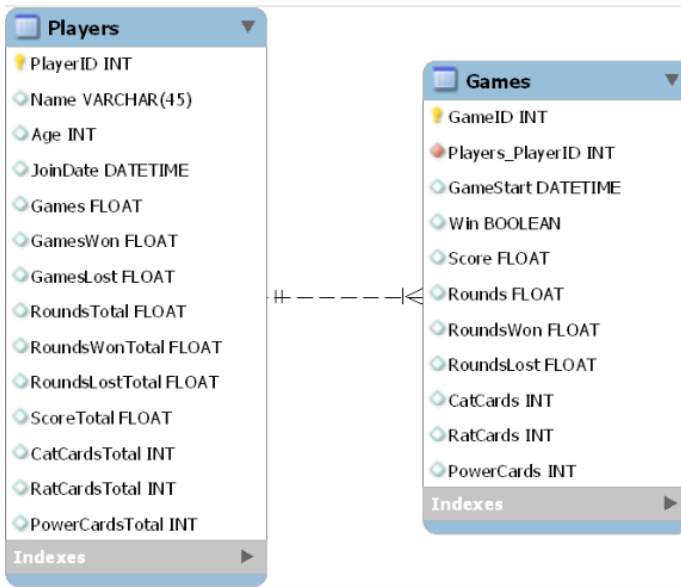 Players
PlayerID INT
Name VARCHAR(45)
Age INT
JoinDate DATETIME
Games FLOAT
GamesWon FLOAT
GamesLost FLOAT
RoundsTotal FLOAT
RoundsWonTotal FLOAT
RoundsLostTotal FLOAT
ScoreTotal FLOAT
CatCardsTotal INT
RatCardsTotal INT
PowerCardsTotal INT
Indexes
Games
GameID INT
Players_PlayerID INT
GameStart DATETIME
Win BOOLEAN
Score FLOAT
Rounds FLOAT
RoundsWon FLOAT
RoundsLost FLOAT
CatCards INT
RatCards INT
PowerCards INT
Indexes